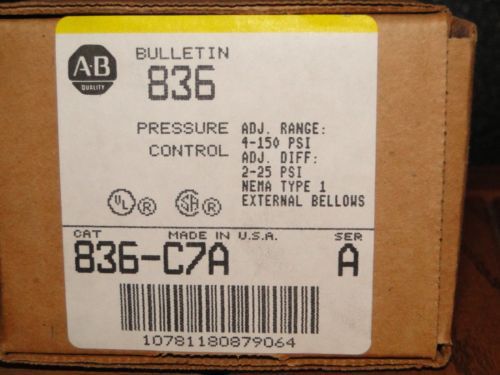 A-B
QUALITY
BULLETIN
836
PRESSURE
CONTROL
ADJ. RANGE:
4-150 PSI
ADJ. DIFF:
2-25 PSI
NEMA TYPE 1
EXTERNAL BELLOWS
UL ® SA ®
CAT MADE IN U.S.A. SER
836-C7A A
10781180879064